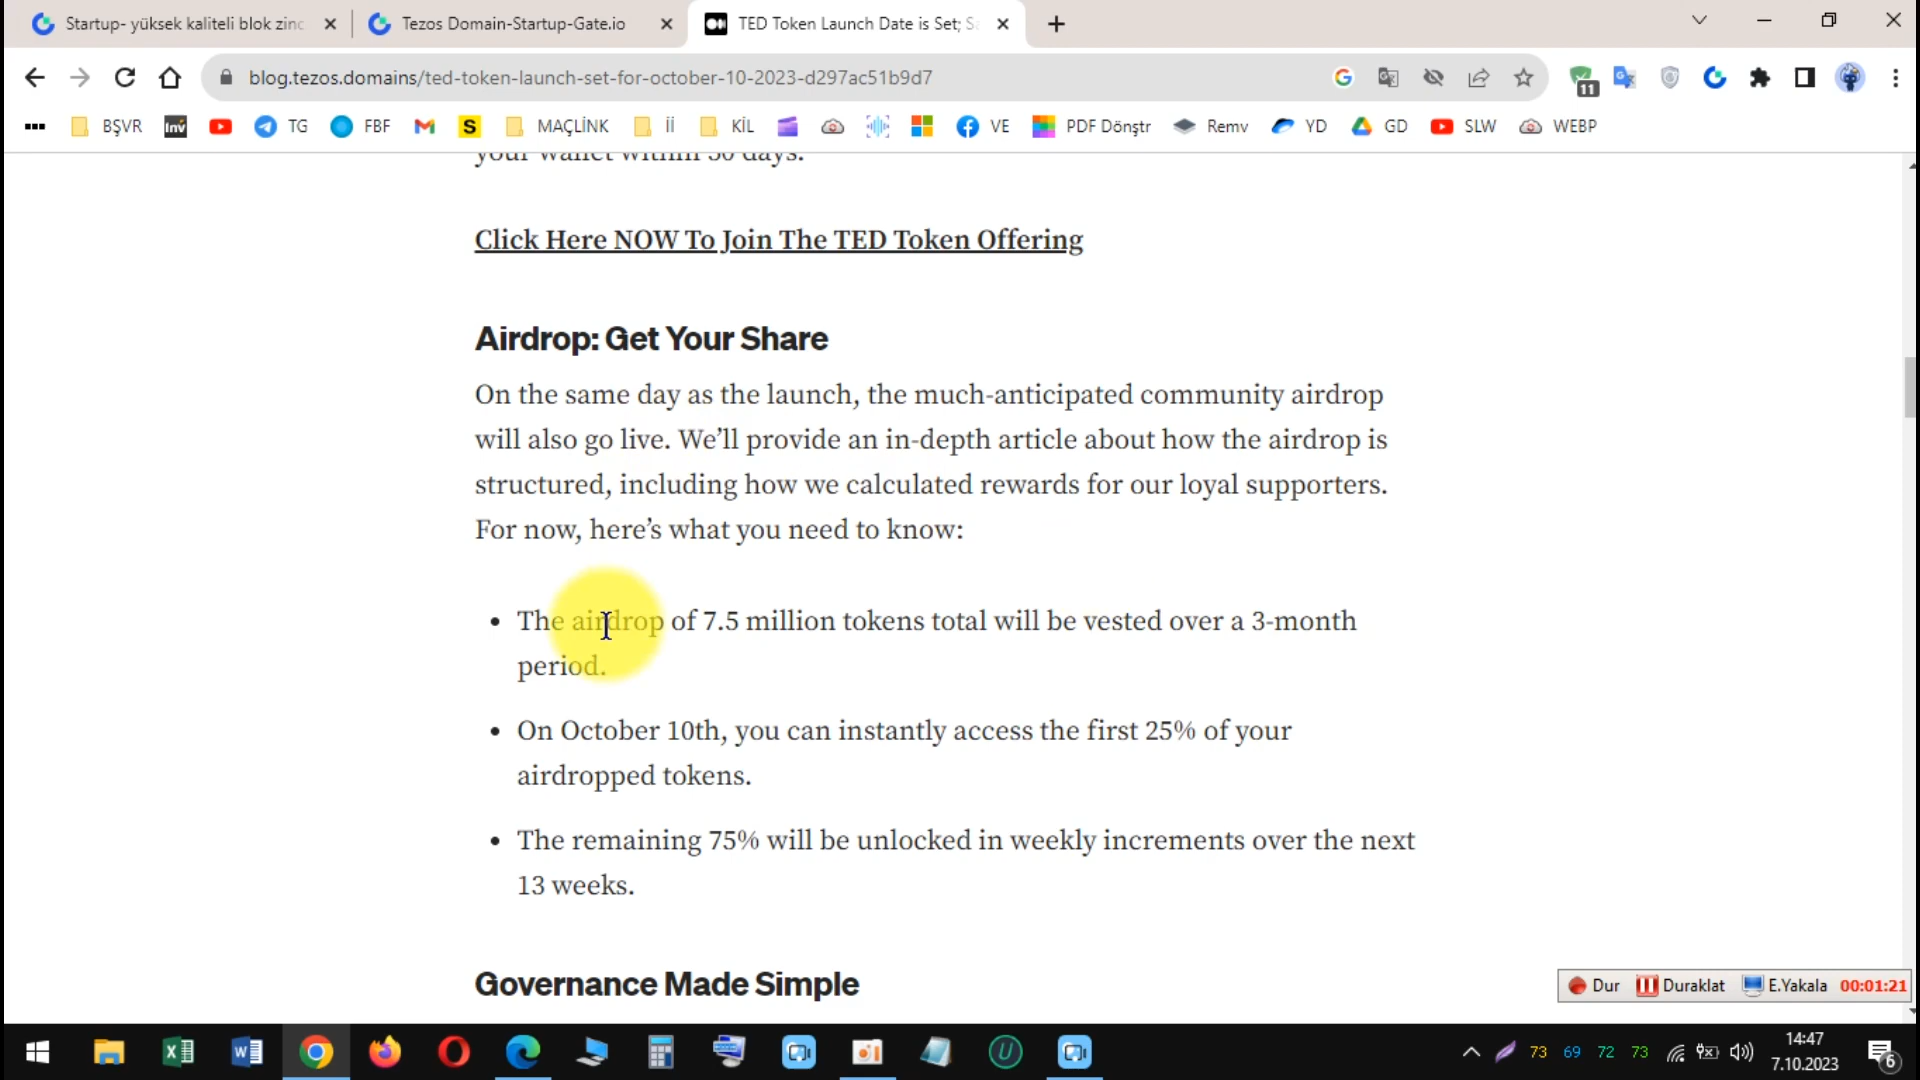 Startup- yüksek kaliteli blok zinc
Tezos Domain-Startup-Gate.io
TED Token Launch Date is Set; S
blog.tezos.domains/ted-token-launch-set-for-october-10-2023-d297ac51b9d7
11
BŞVR
Inv
TG
FBF
S
MAÇLİNK
İİ
KİL
VE
PDF Dönştr
Remv
YD
GD
SLW
WEBP
your wallet within 30 days.
Click Here NOW To Join The TED Token Offering
Airdrop: Get Your Share
On the same day as the launch, the much-anticipated community airdrop
will also go live. We’ll provide an in-depth article about how the airdrop is
structured, including how we calculated rewards for our loyal supporters.
For now, here’s what you need to know:
• The airdrop of 7.5 million tokens total will be vested over a 3-month
period.
• On October 10th, you can instantly access the first 25% of your
airdropped tokens.
• The remaining 75% will be unlocked in weekly increments over the next
13 weeks.
Governance Made Simple
Dur Duraklat E.Yakala 00:01:21
73 69 72 73
14:47
7.10.2023
6